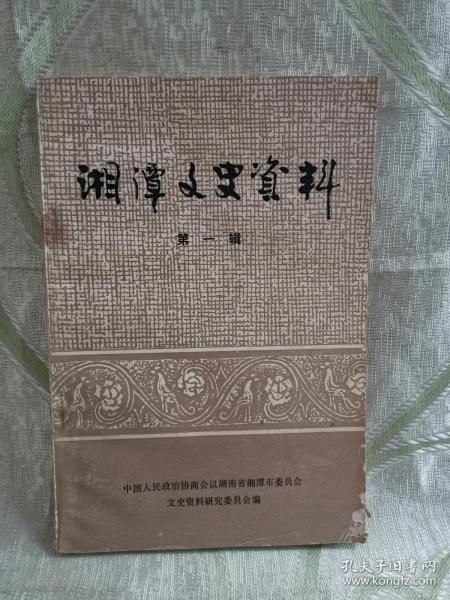 湘潭文史资料
第一辑
中国人民政治协商会议湖南省湘潭市委员会
文史资料研究委员会编
孔夫子旧书网
www.kongfz.com